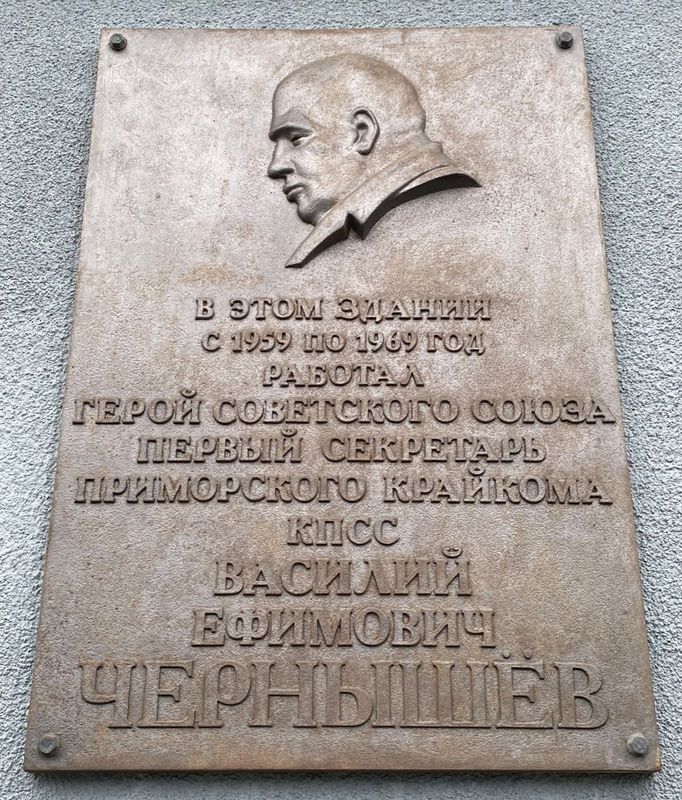 В ЭТОМ ЗДАНИИ
С 1959 ПО 1969 ГОД
РАБОТАЛ
ГЕРОЙ СОВЕТСКОГО СОЮЗА
ПЕРВЫЙ СЕКРЕТАРЬ
ПРИМОРСКОГО КРАЙКОМА
КПСС
ВАСИЛИЙ
ЕФИМОВИЧ
ЧЕРНЫШЁВ